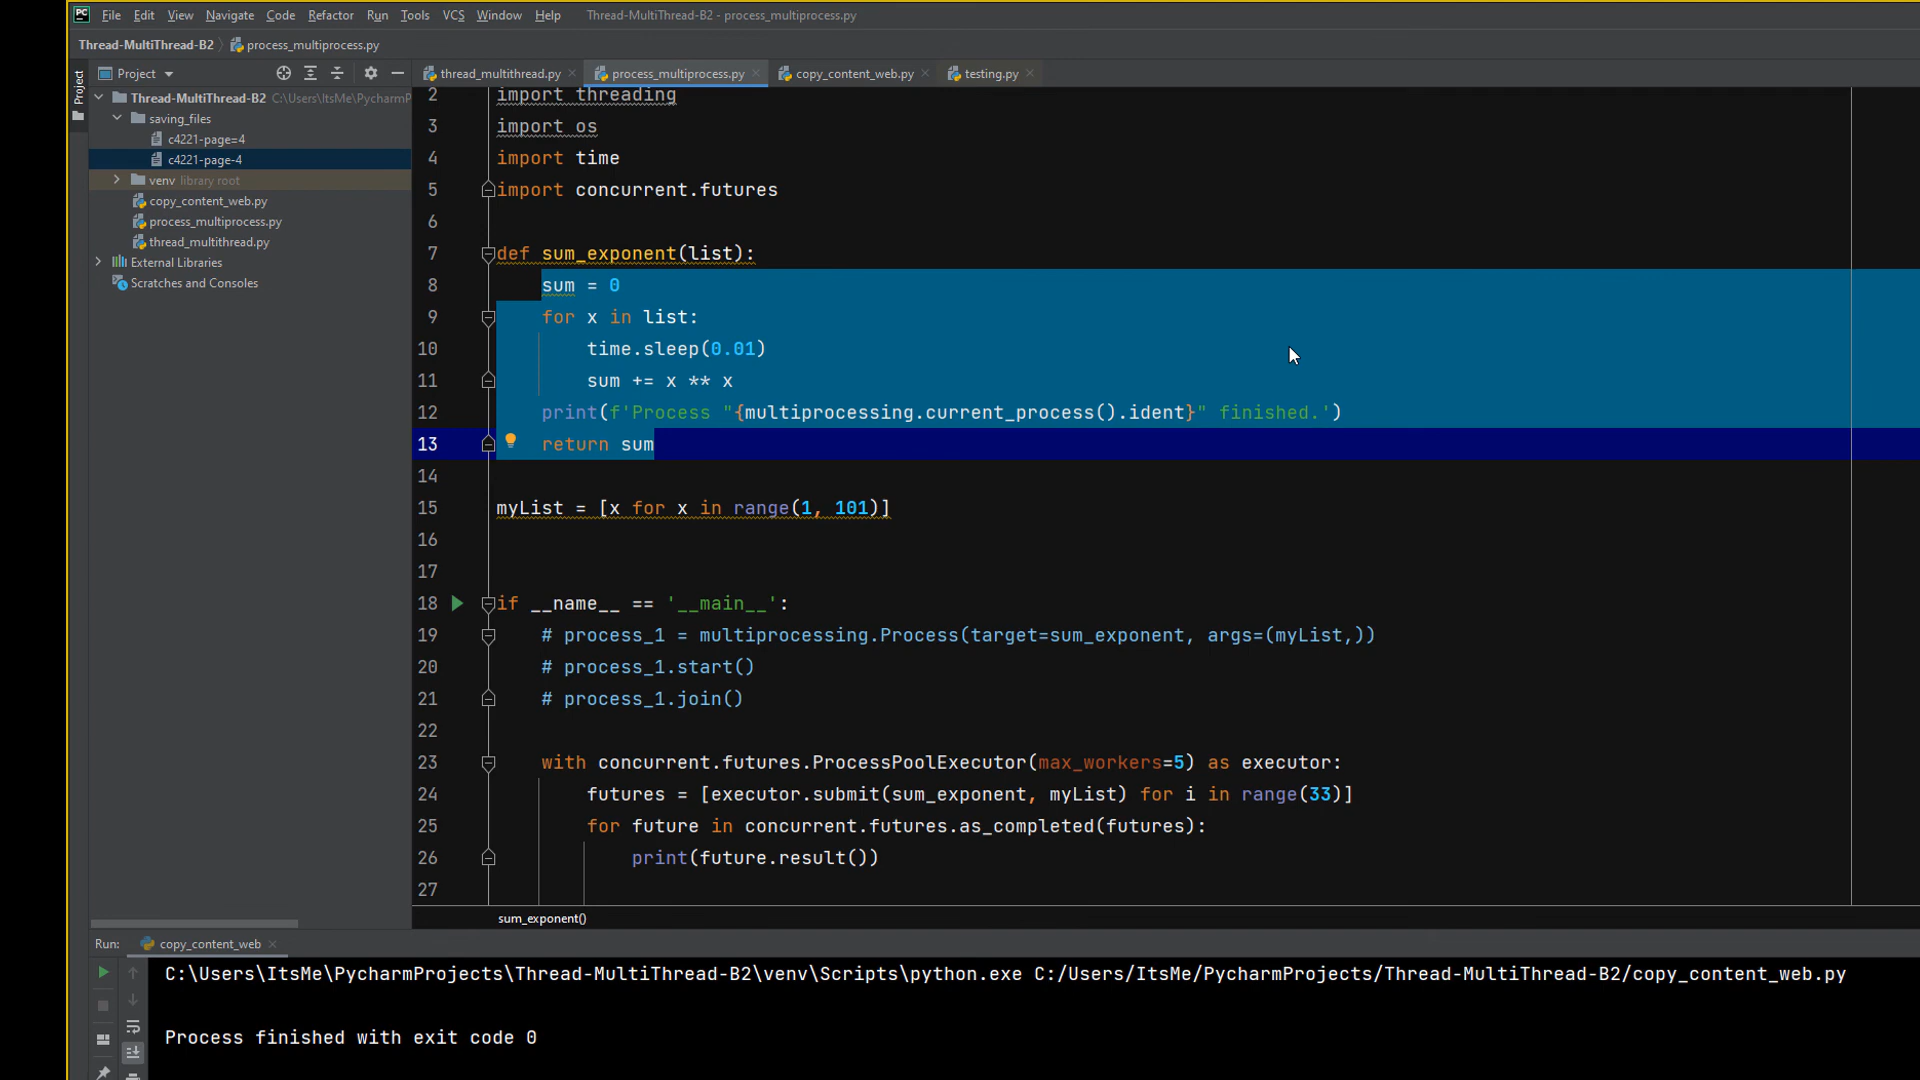 PC File Edit View Navigate Code Refactor Run Tools VCS Window Help Thread-MultiThread-B2 - process_multiprocess.py
Thread-MultiThread-B2 process_multiprocess.py
Project
Project
thread_multithread.py process_multiprocess.py copy_content_web.py testing.py
Thread-MultiThread-B2 C:\Users\ItsMe\PycharmP
saving_files
c4221-page=4
c4221-page-4
venv library root
copy_content_web.py
process_multiprocess.py
thread_multithread.py
External Libraries
Scratches and Consoles
2 import threading
3 import os
4 import time
5 import concurrent.futures
6
7 def sum_exponent(list):
8 sum = 0
9 for x in list:
10 time.sleep(0.01)
11 sum += x ** x
12 print(f'Process "{multiprocessing.current_process().ident}" finished.')
13 return sum
14
15 myList = [x for x in range(1, 101)]
16
17
18 if __name__ == '__main__':
19 # process_1 = multiprocessing.Process(target=sum_exponent, args=(myList,))
20 # process_1.start()
21 # process_1.join()
22
23 with concurrent.futures.ProcessPoolExecutor(max_workers=5) as executor:
24 futures = [executor.submit(sum_exponent, myList) for i in range(33)]
25 for future in concurrent.futures.as_completed(futures):
26 print(future.result())
27
sum_exponent()
Run: copy_content_web
C:\Users\ItsMe\PycharmProjects\Thread-MultiThread-B2\venv\Scripts\python.exe C:/Users/ItsMe/PycharmProjects/Thread-MultiThread-B2/copy_content_web.py
Process finished with exit code 0